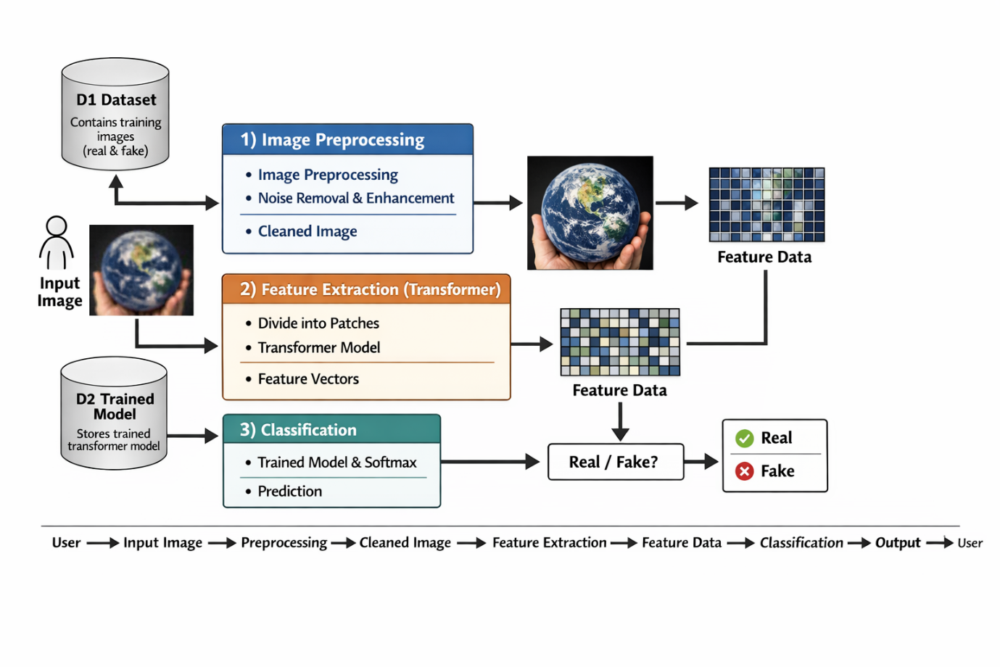 D1 Dataset
Contains training
images
(real & fake)
1) Image Preprocessing
• Image Preprocessing
• Noise Removal & Enhancement
• Cleaned Image
Feature Data
Input
Image
2) Feature Extraction (Transformer)
• Divide into Patches
• Transformer Model
• Feature Vectors
Feature Data
D2 Trained
Model
Stores trained
transformer model
3) Classification
• Trained Model & Softmax
• Prediction
Real / Fake?
Real
Fake
User → Input Image → Preprocessing → Cleaned Image → Feature Extraction → Feature Data → Classification → Output → User